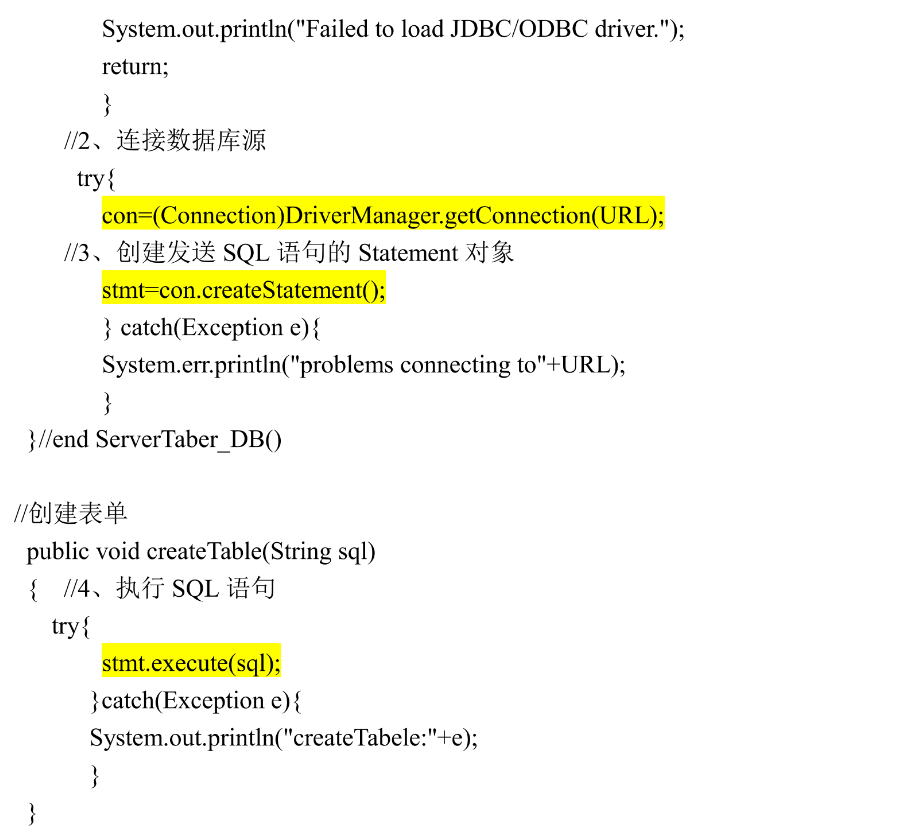 System.out.println("Failed to load JDBC/ODBC driver.");
return;
}
//2、连接数据库源
try{
con=(Connection)DriverManager.getConnection(URL);
//3、创建发送 SQL 语句的 Statement 对象
stmt=con.createStatement();
} catch(Exception e){
System.err.println("problems connecting to"+URL);
}
}//end ServerTaber_DB()
//创建表单
public void createTable(String sql)
{ //4、执行 SQL 语句
try{
stmt.execute(sql);
}catch(Exception e){
System.out.println("createTabele:"+e);
}
}